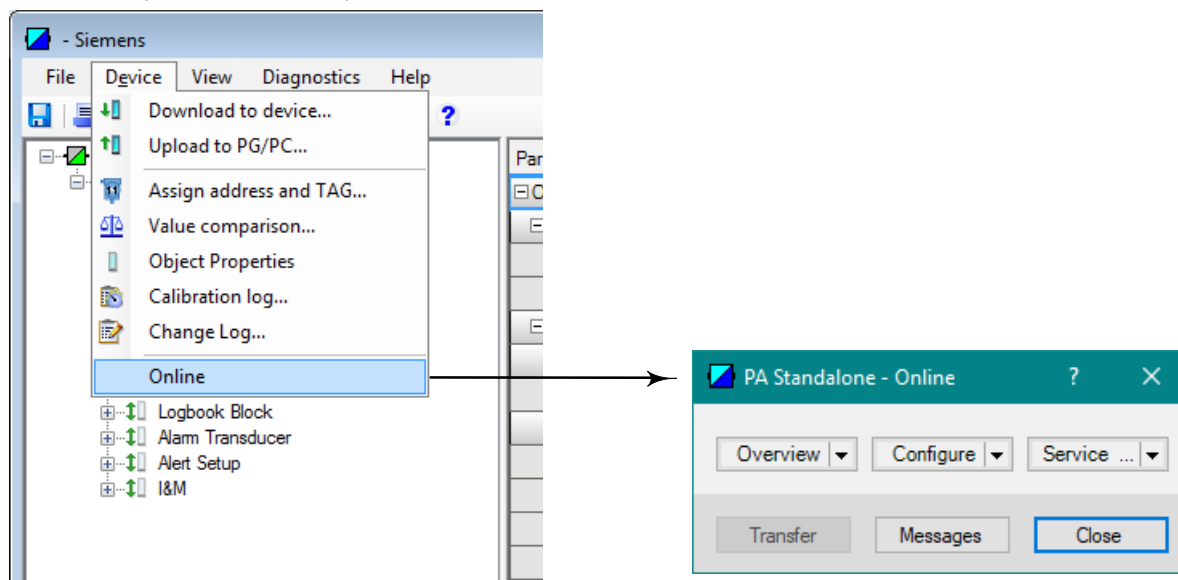 - Siemens
File Device View Diagnostics Help
?
Download to device...
Upload to PG/PC...
Assign address and TAG...
Value comparison...
Object Properties
Calibration log...
Change Log...
Online
Logbook Block
Alarm Transducer
Alert Setup
I&M
Par
PA Standalone - Online ?
Overview Configure Service ...
Transfer Messages Close